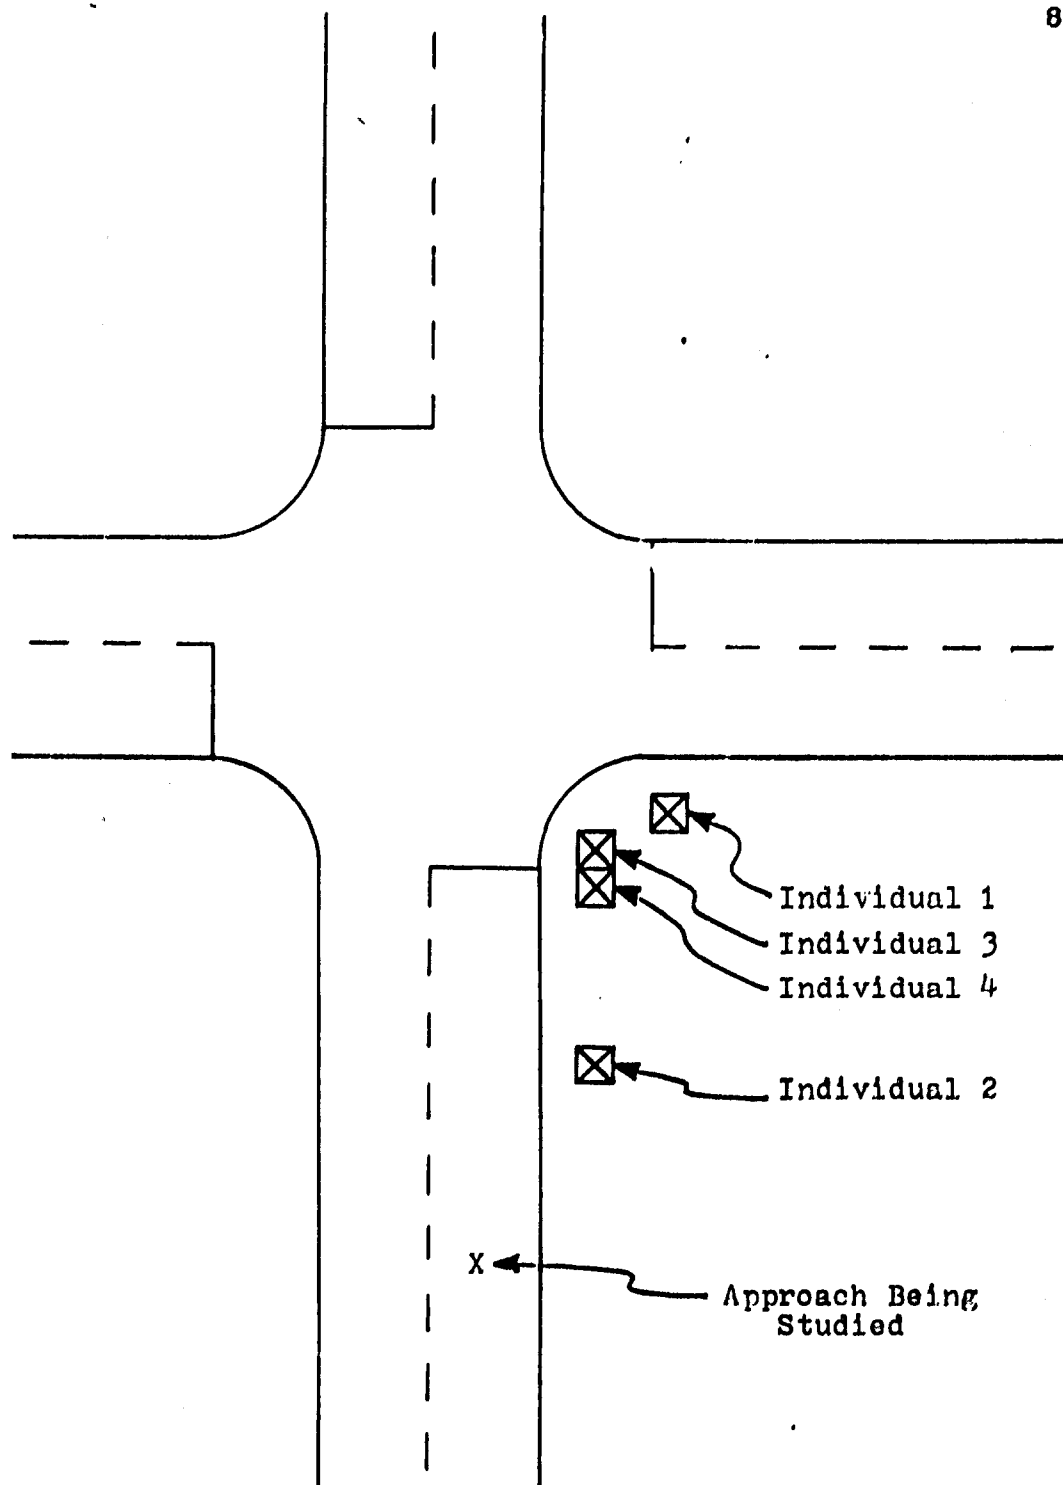 8
Individual 1
Individual 3
Individual 4
Individual 2
X
Approach Being
Studied